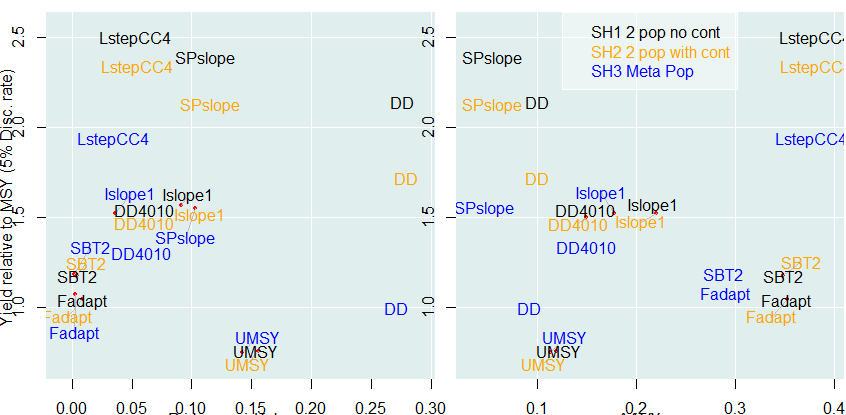 Yield relative to MSY (5% Disc. rate)
2.5
2.0
1.5
1.0
LstepCC4
SPslope
LstepCC4
SPslope
DD
LstepCC4
DD
Islope1
Islope1
DD4010
Islope1
DD4010
SPslope
SBT2
DD4010
SBT2
SBT2
Fadapt
Fadapt
DD
Fadapt
UMSY
UMSY
UMSY
0.00 0.05 0.10 0.15 0.20 0.25 0.30
2.5
2.0
1.5
1.0
SH1 2 pop no cont
SH2 2 pop with cont
SH3 Meta Pop
LstepCC4
SPslope
LstepCC4
SPslope
DD
LstepCC4
DD
Islope1
SPslope
DD4010
Islope1
DD4010
Islope1
DD4010
SBT2
SBT2
SBT2
Fadapt
Fadapt
Fadapt
DD
UMSY
UMSY
UMSY
0.1 0.2 0.3 0.4